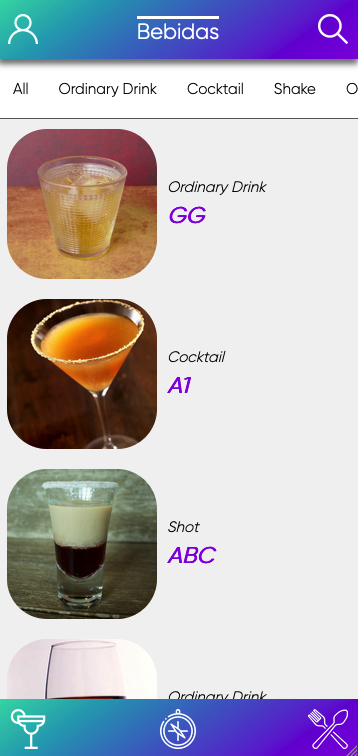 Bebidas
All Ordinary Drink Cocktail Shake O
Ordinary Drink
GG
Cocktail
A1
Shot
ABC
Ordinary Drink